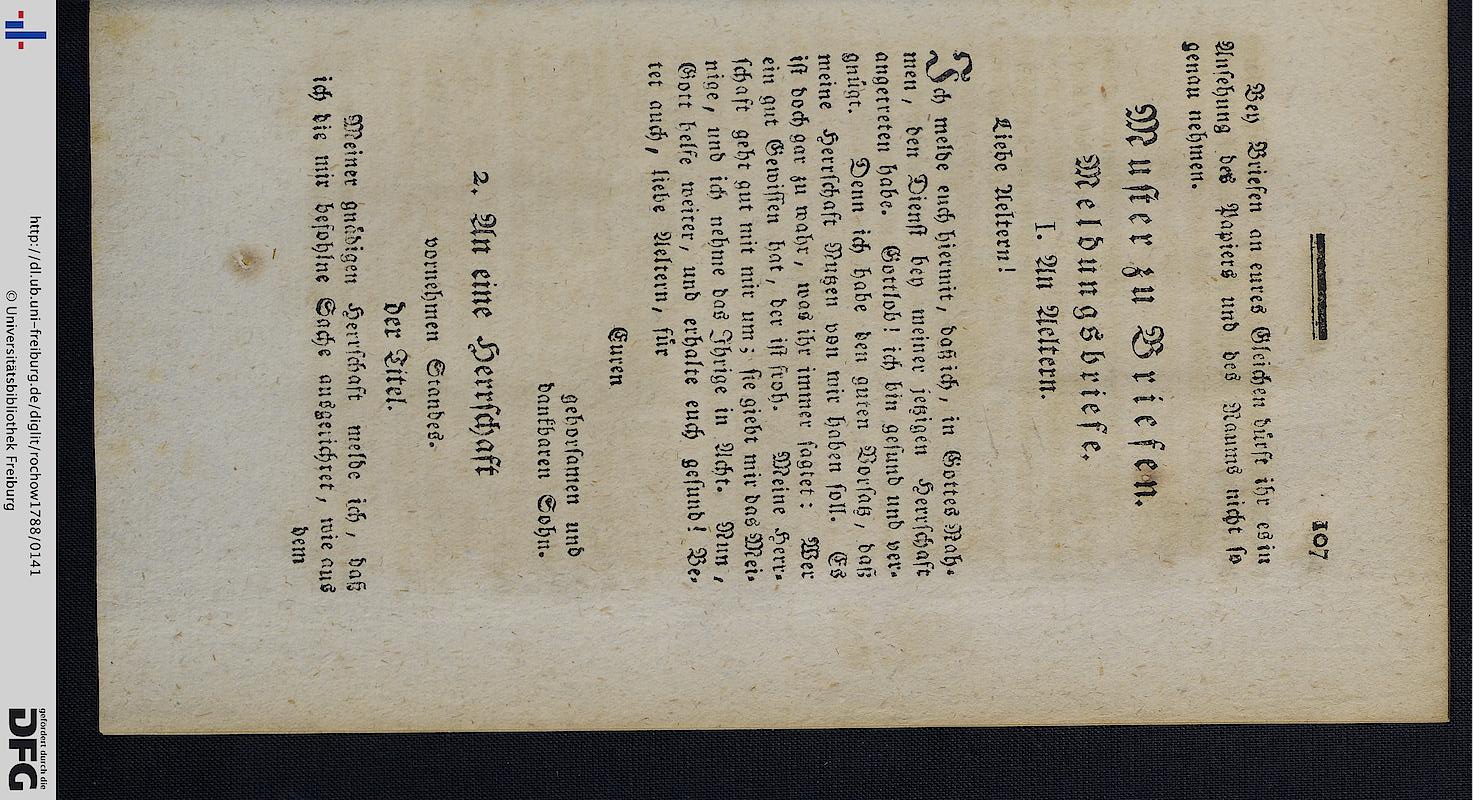 107
Bey Briefen an eures Gleichen dürft ihr es in
Ansehung des Papiers und des Raums nicht so
genau nehmen.
Muster zu Briefen.
Meldungsbriefe.
1. An Aeltern.
Liebe Aeltern!
Ich melde euch hiermit, daß ich, in Gottes Nah-
men, den Dienst bey meiner jetzigen Herrschaft
angetreten habe. Gottlob! ich bin gesund und ver-
gnügt. Denn ich habe den guten Vorsatz, daß
meine Herrschaft Nutzen von mir haben soll. Es
ist doch gar zu wahr, was ihr immer sagtet: Wer
ein gut Gewissen hat, der ist froh. Meine Herr-
schaft geht gut mit mir um; sie giebt mir das Mei-
nige, und ich nehme das Ihrige in Acht. Nun,
Gott helfe weiter, und erhalte euch gesund! Be-
tet auch, liebe Aeltern, für
Euren
gehorsamen und
dankbaren Sohn.
2. An eine Herrschaft
vornehmen Standes.
der Titel.
Meiner gnädigen Herrschaft melde ich, daß
ich die mir befohlne Sache ausgerichtet, wie aus
dem
http://dl.ub.uni-freiburg.de/diglit/rochow1788/0141
© Universitätsbibliothek Freiburg
gefördert durch die
DFG